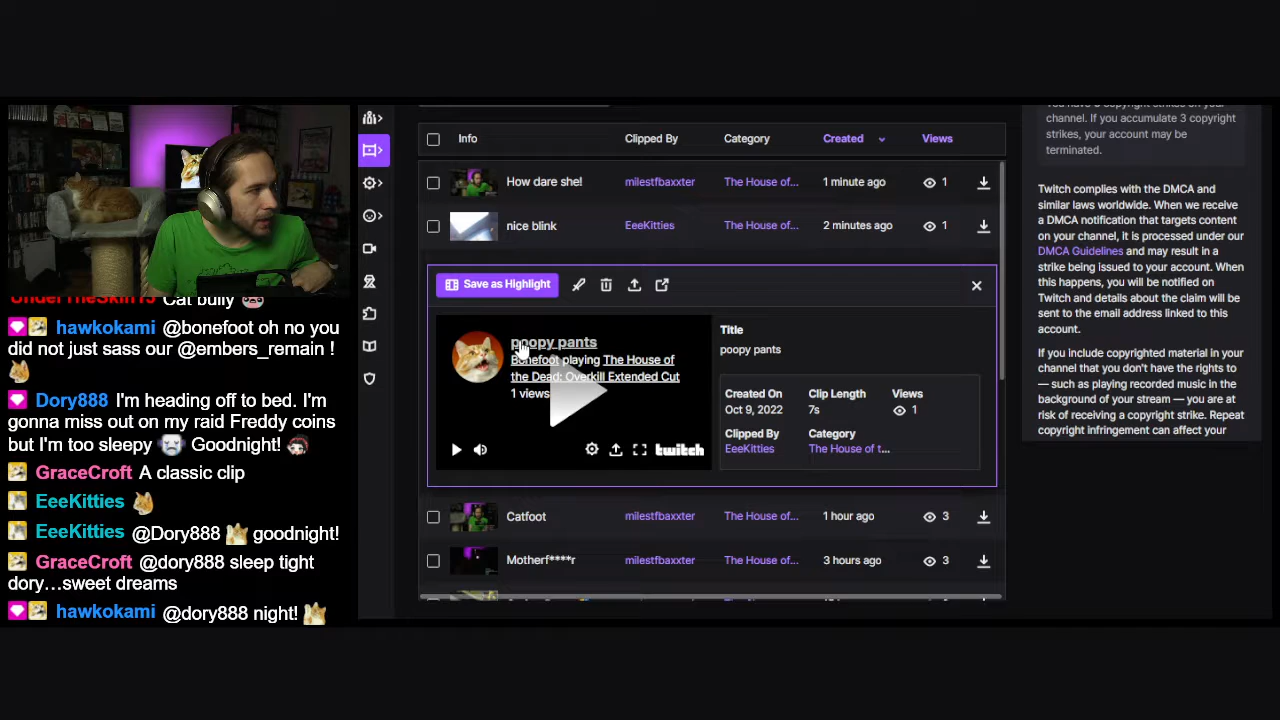 UnderTheSkin75 Cat bully
hawkokami @bonefoot oh no you
did not just sass our @embers_remain !
Dory888 I'm heading off to bed. I'm
gonna miss out on my raid Freddy coins
but I'm too sleepy Goodnight!
GraceCroft A classic clip
EeeKitties
EeeKitties @Dory888 goodnight!
GraceCroft @dory888 sleep tight
dory…sweet dreams
hawkokami @dory888 night!
Info Clipped By Category Created Views
How dare she! milestfbaxxter The House of... 1 minute ago 1
nice blink EeeKitties The House of... 2 minutes ago 1
Save as Highlight
poopy pants
Bonefoot playing The House of
the Dead: Overkill Extended Cut
1 views
twitch
Title
poopy pants
Created On Clip Length Views
Oct 9, 2022 7s 1
Clipped By Category
EeeKitties The House of t...
Catfoot milestfbaxxter The House of... 1 hour ago 3
Motherf****r milestfbaxxter The House of... 3 hours ago 3
channel. If you accumulate 3 copyright
strikes, your account may be
terminated.
Twitch complies with the DMCA and
similar laws worldwide. When we receive
a DMCA notification that targets content
on your channel, it is processed under our
DMCA Guidelines and may result in a
strike being issued to your account. When
this happens, you will be notified on
Twitch and details about the claim will be
sent to the email address linked to this
account.
If you include copyrighted material in your
channel that you don't have the rights to
— such as playing recorded music in the
background of your stream — you are at
risk of receiving a copyright strike. Repeat
copyright infringement can affect your